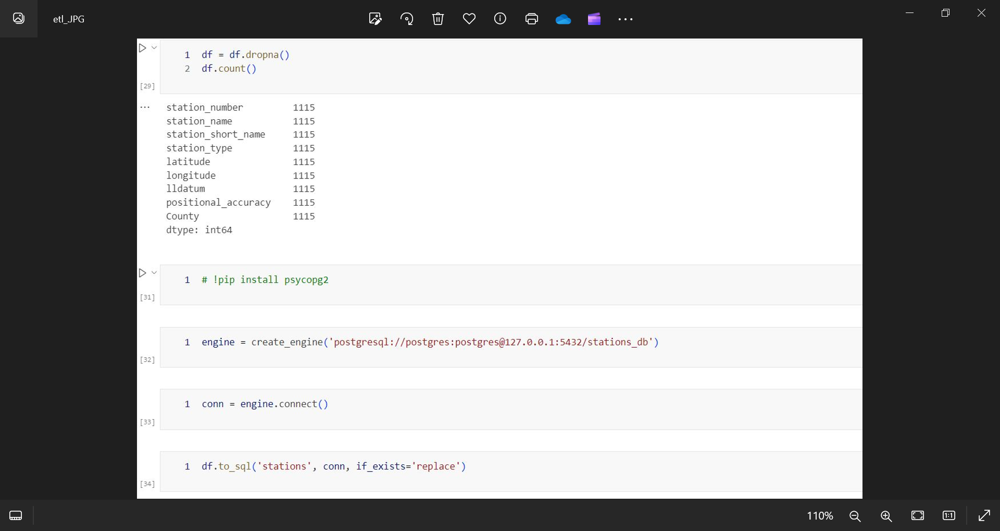 etl_JPG
1 df = df.dropna()
2 df.count()
[29]
... station_number 1115
station_name 1115
station_short_name 1115
station_type 1115
latitude 1115
longitude 1115
lldatum 1115
positional_accuracy 1115
County 1115
dtype: int64
1 # !pip install psycopg2
[31]
1 engine = create_engine('postgresql://postgres:postgres@127.0.0.1:5432/stations_db')
[32]
1 conn = engine.connect()
[33]
1 df.to_sql('stations', conn, if_exists='replace')
[34]
110% 1:1